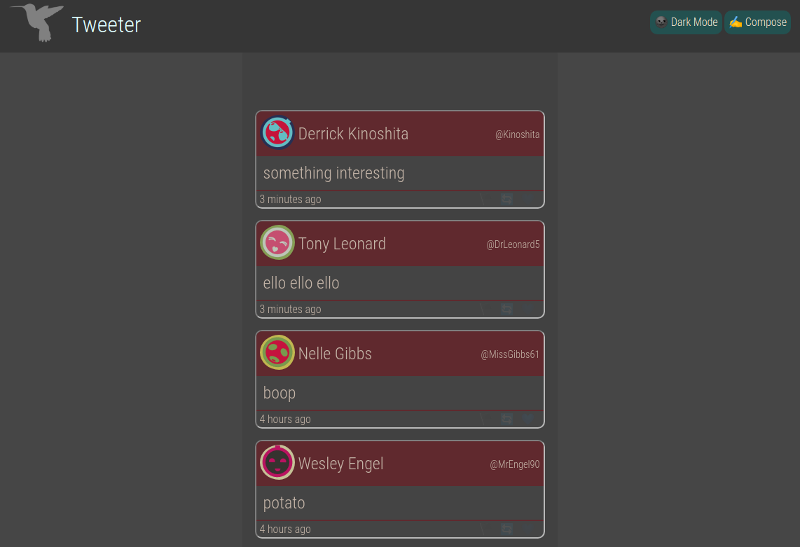 Tweeter
Dark Mode
Compose
Derrick Kinoshita
@Kinoshita
something interesting
3 minutes ago
Tony Leonard
@DrLeonard5
ello ello ello
3 minutes ago
Nelle Gibbs
@MissGibbs61
boop
4 hours ago
Wesley Engel
@MrEngel90
potato
4 hours ago